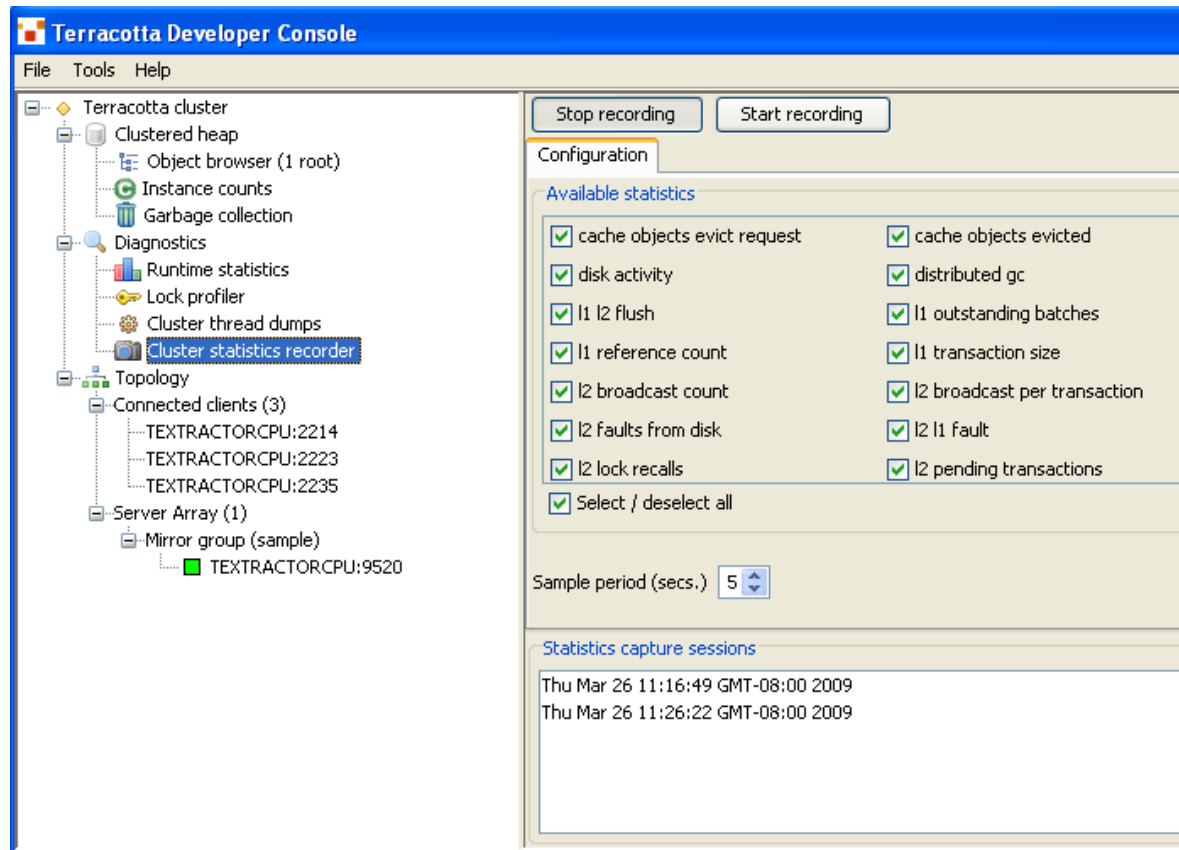 Terracotta Developer Console
File Tools Help
Terracotta cluster
Clustered heap
Object browser (1 root)
Instance counts
Garbage collection
Diagnostics
Runtime statistics
Lock profiler
Cluster thread dumps
Cluster statistics recorder
Topology
Connected clients (3)
TEXTRACTORCPU:2214
TEXTRACTORCPU:2223
TEXTRACTORCPU:2235
Server Array (1)
Mirror group (sample)
TEXTRACTORCPU:9520
Stop recording Start recording
Configuration
Available statistics
cache objects evict request cache objects evicted
disk activity distributed gc
l1 l2 flush l1 outstanding batches
l1 reference count l1 transaction size
l2 broadcast count l2 broadcast per transaction
l2 faults from disk l2 l1 fault
l2 lock recalls l2 pending transactions
Select / deselect all
Sample period (secs.) 5
Statistics capture sessions
Thu Mar 26 11:16:49 GMT-08:00 2009
Thu Mar 26 11:26:22 GMT-08:00 2009